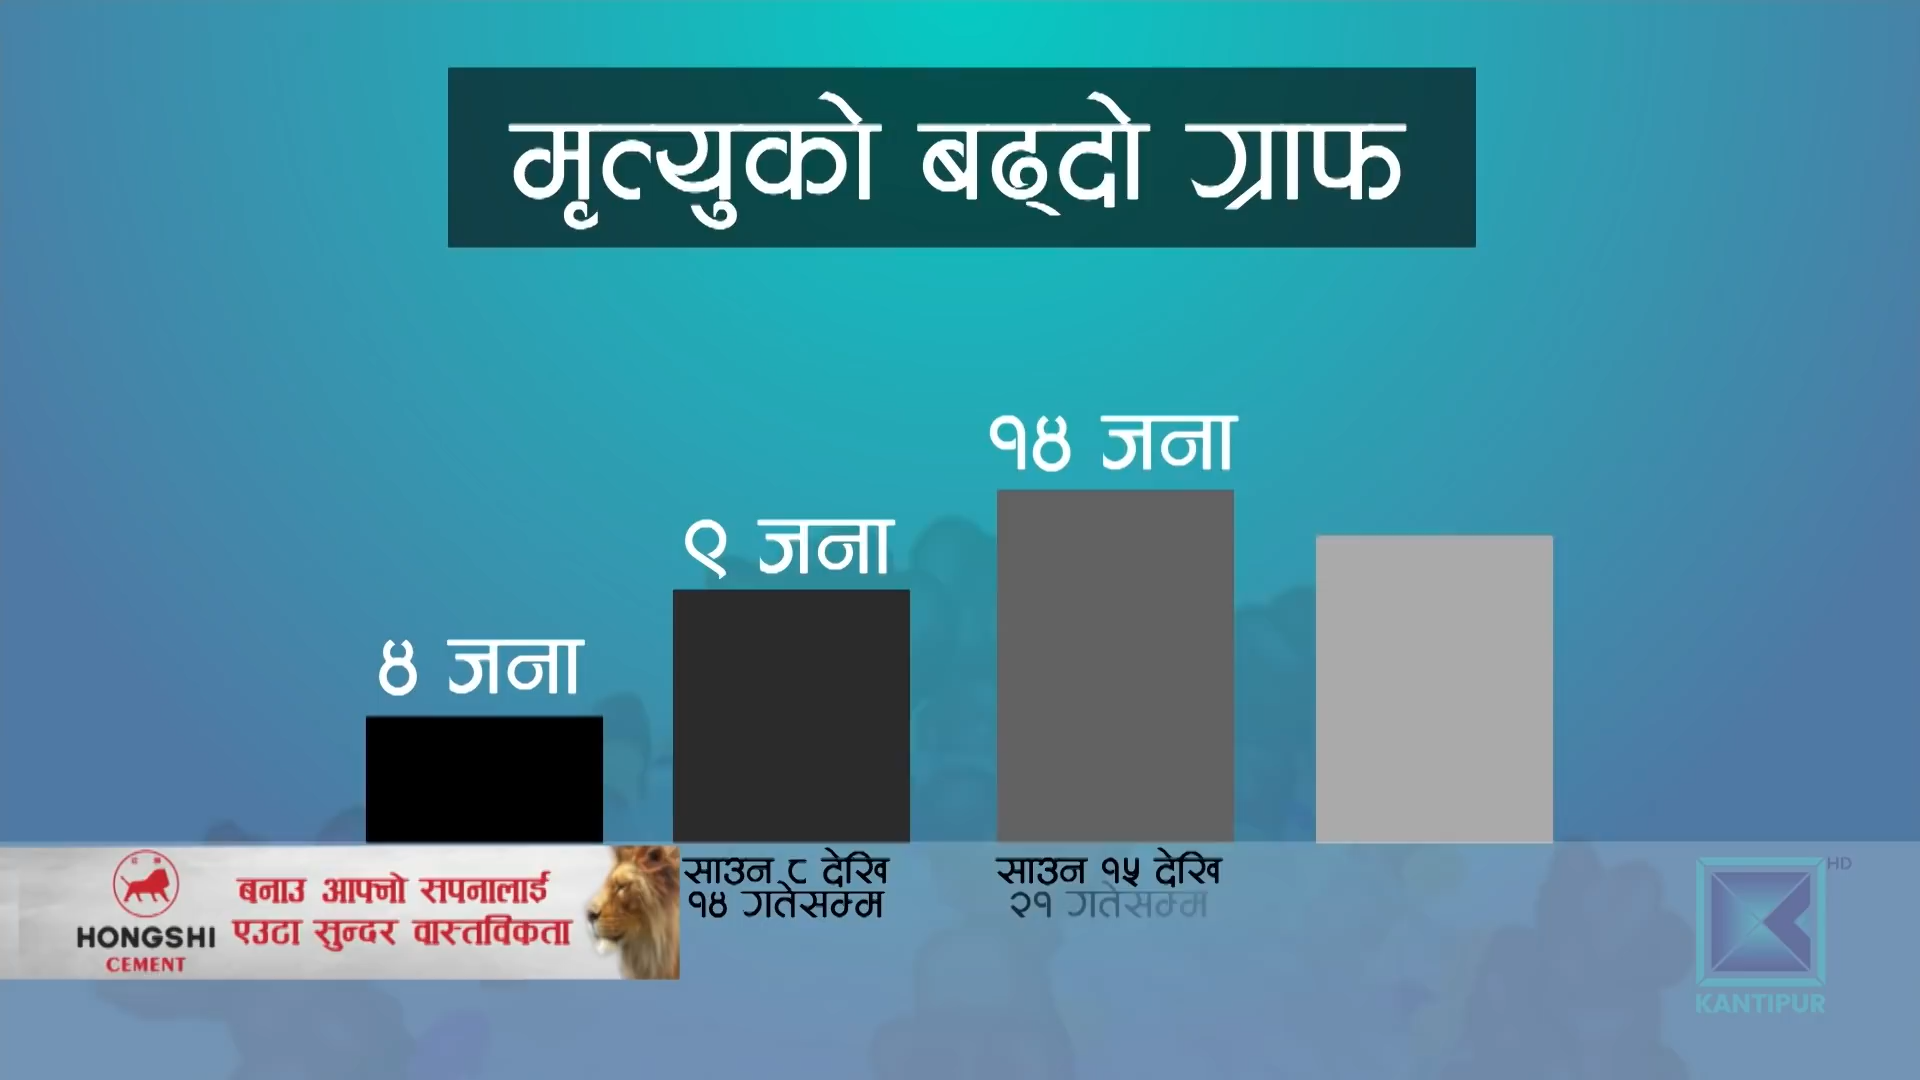 मृत्युको बढ्दो ग्राफ
४ जना
९ जना
१४ जना
साउन ८ देखि
१४ गतेसम्म
साउन १५ देखि
२१ गतेसम्म
HONGSHI
CEMENT
बनाउ आफ्नो सपनालाई
एउटा सुन्दर वास्तविकता
HD
KANTIPUR